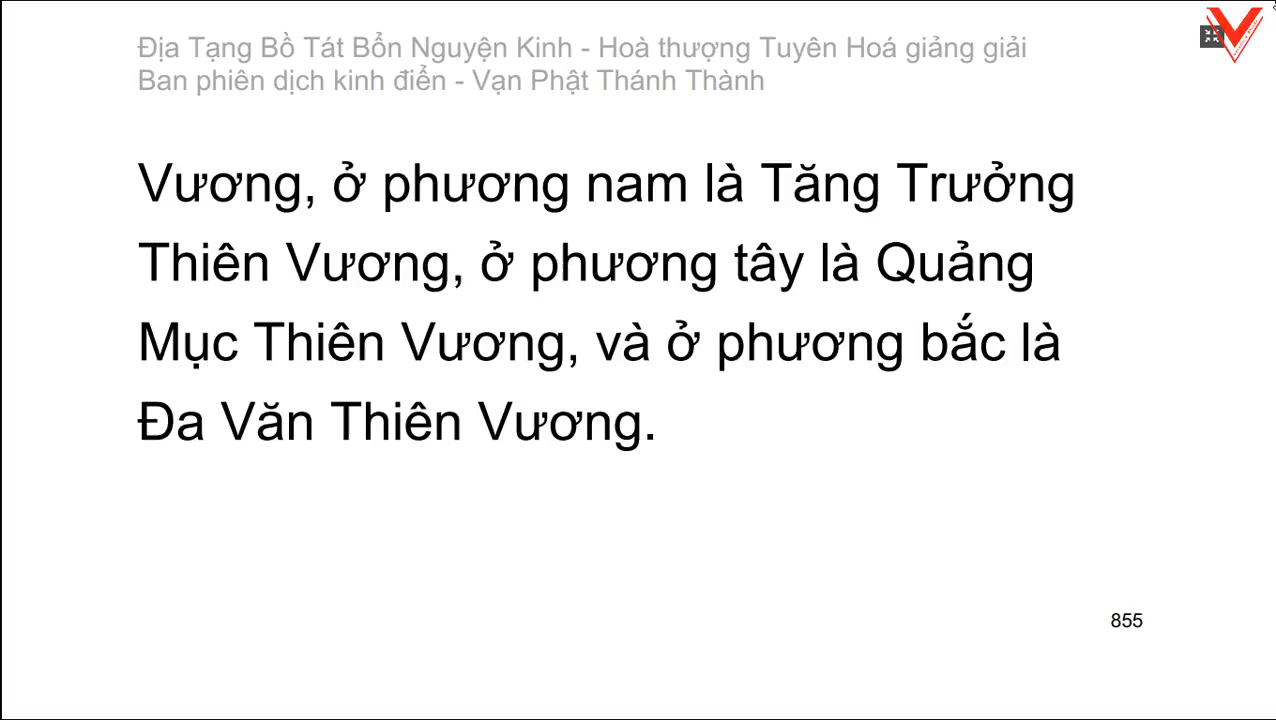 Địa Tạng Bồ Tát Bổn Nguyện Kinh - Hoà thượng Tuyên Hoá giảng giải
Ban phiên dịch kinh điển - Vạn Phật Thánh Thành
Vương, ở phương nam là Tăng Trưởng
Thiên Vương, ở phương tây là Quảng
Mục Thiên Vương, và ở phương bắc là
Đa Văn Thiên Vương.
855